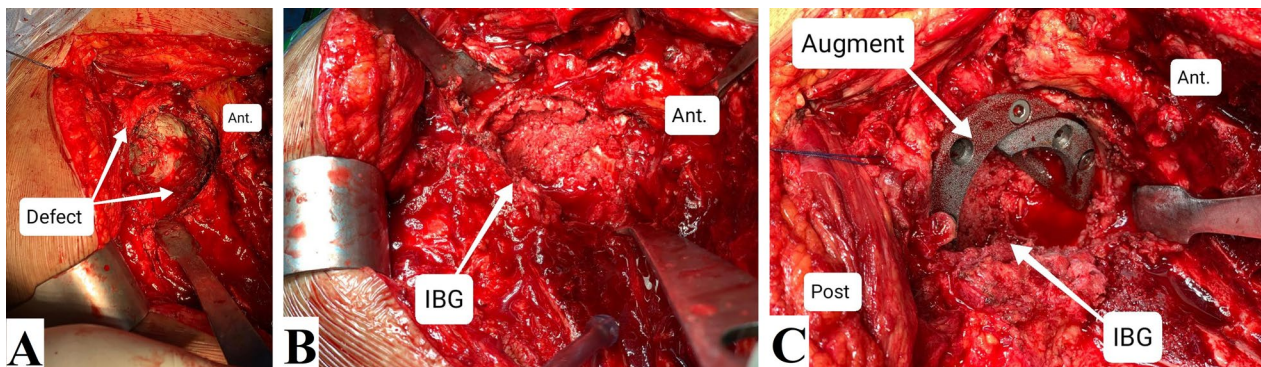 Defect
Ant.
A
IBG
Ant.
B
Augment
Ant.
Post
IBG
C